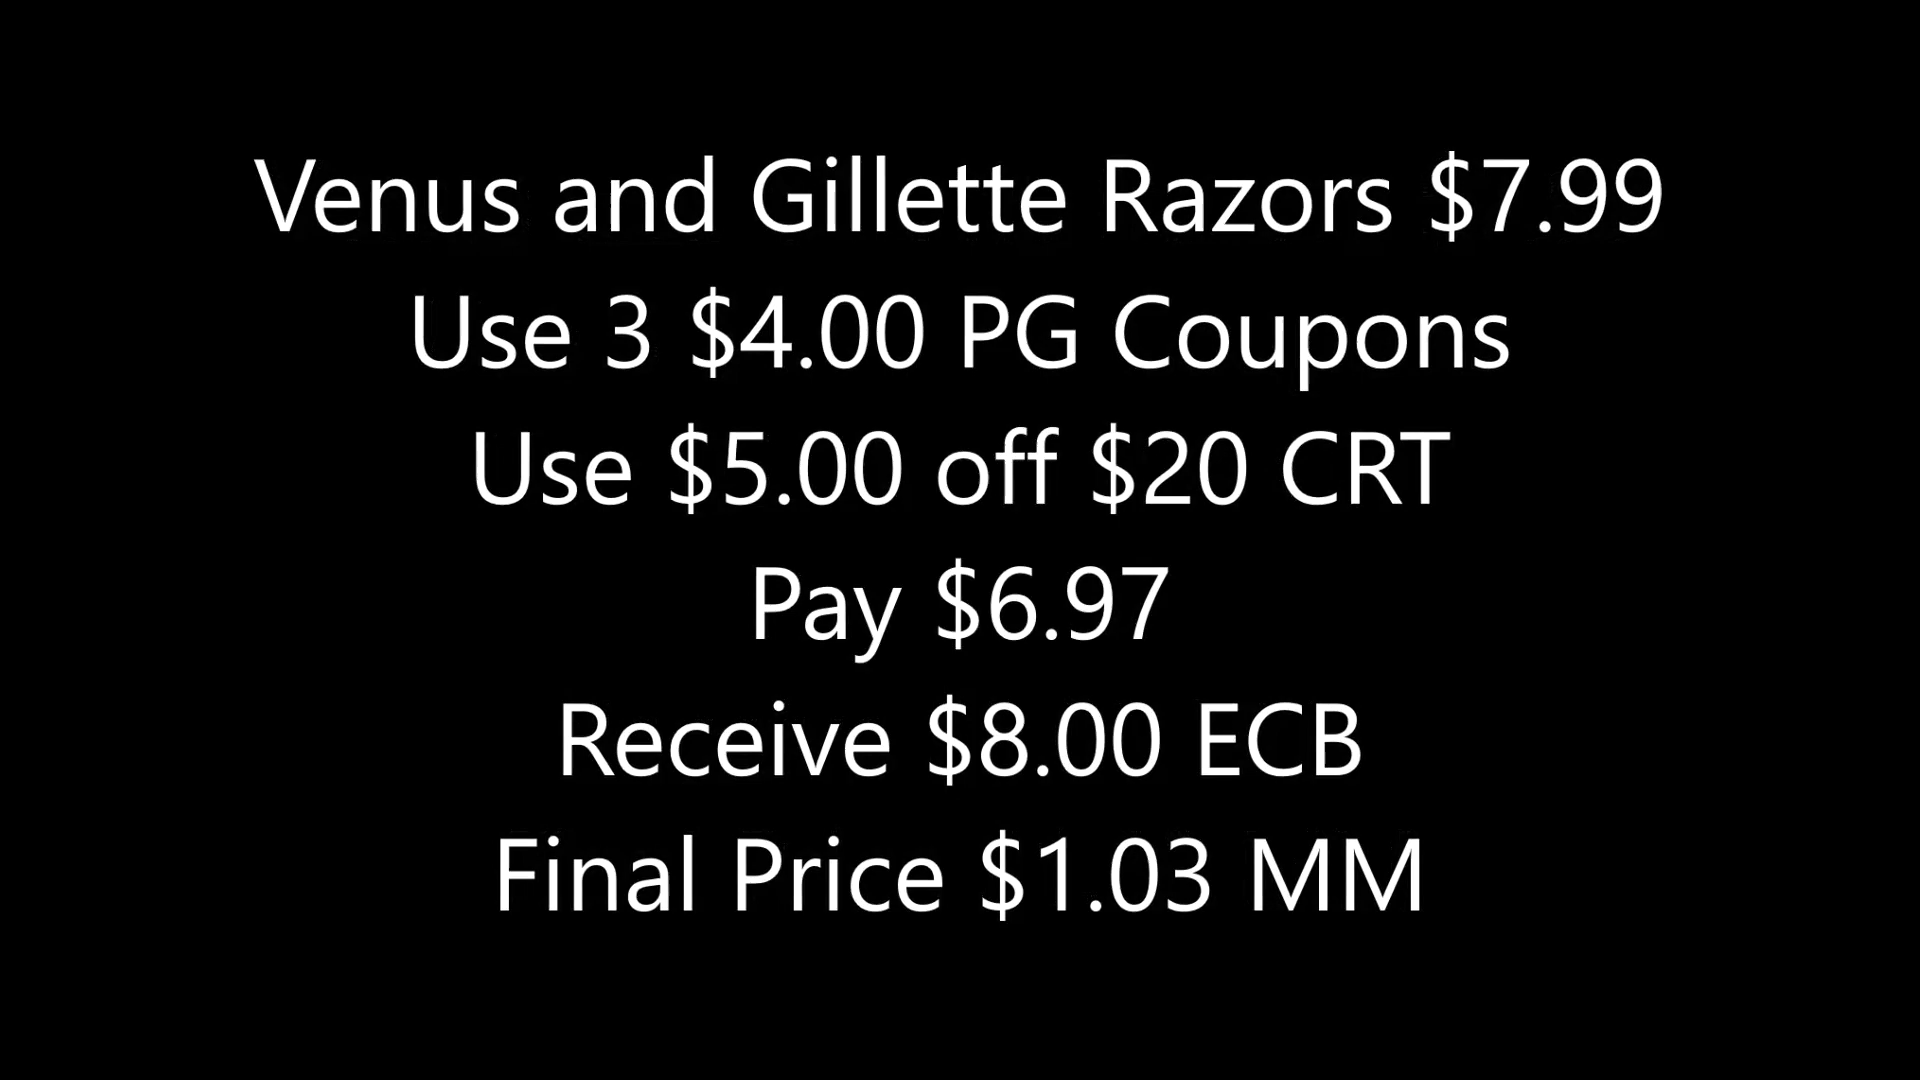 Venus and Gillette Razors $7.99
Use 3 $4.00 PG Coupons
Use $5.00 off $20 CRT
Pay $6.97
Receive $8.00 ECB
Final Price $1.03 MM